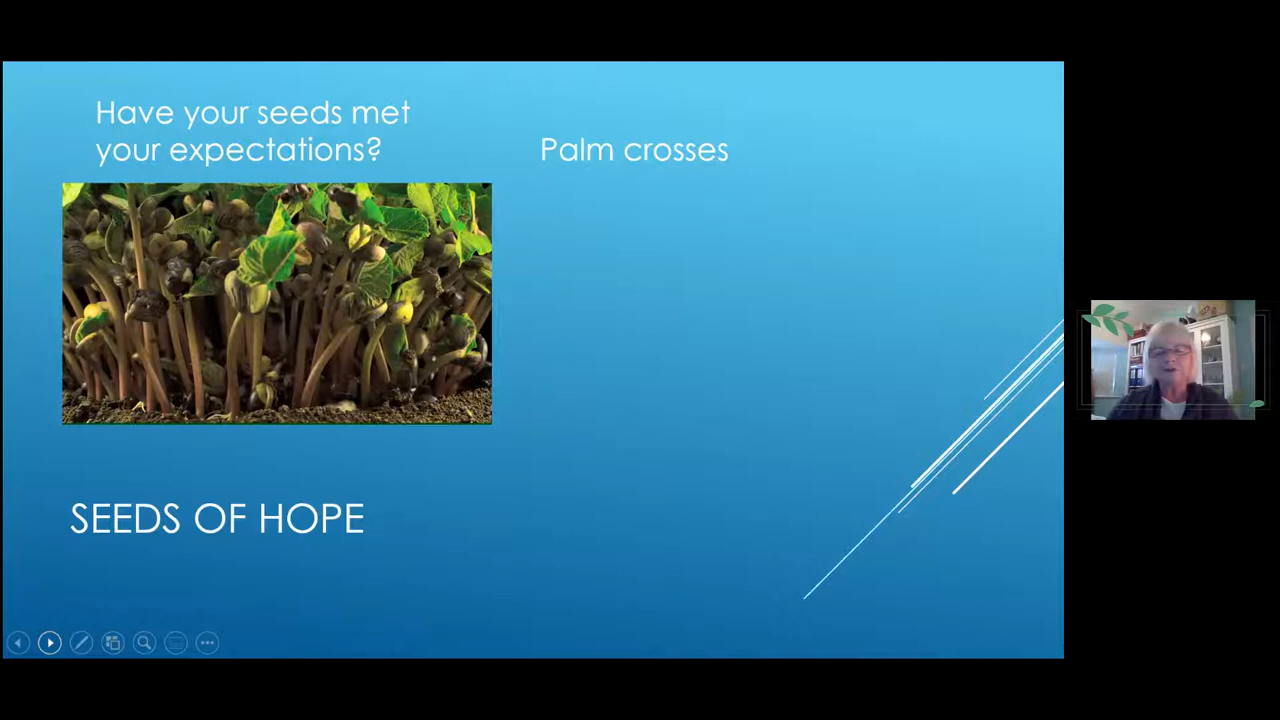 Have your seeds met
your expectations?
Palm crosses
SEEDS OF HOPE